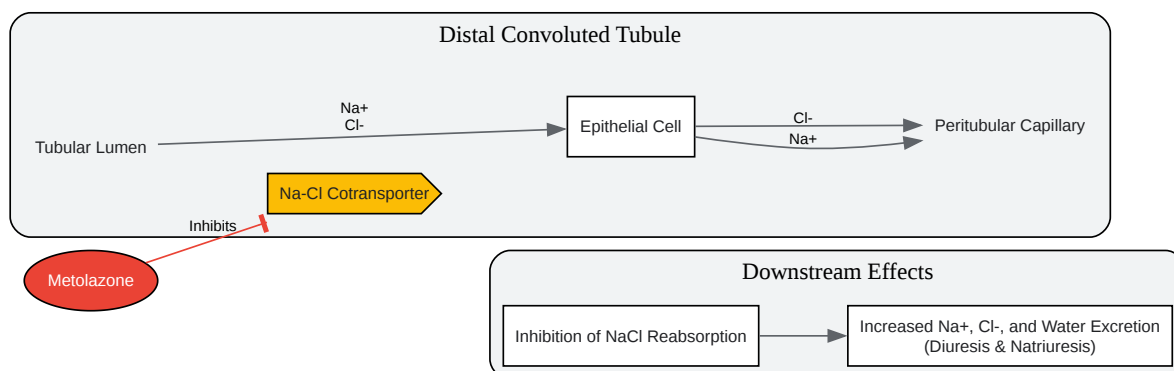 Distal Convoluted Tubule
Na+
Cl-
Tubular Lumen
Epithelial Cell
Cl-
Na+
Peritubular Capillary
Na-Cl Cotransporter
Inhibits
Metolazone
Downstream Effects
Inhibition of NaCl Reabsorption
Increased Na+, Cl-, and Water Excretion
(Diuresis & Natriuresis)